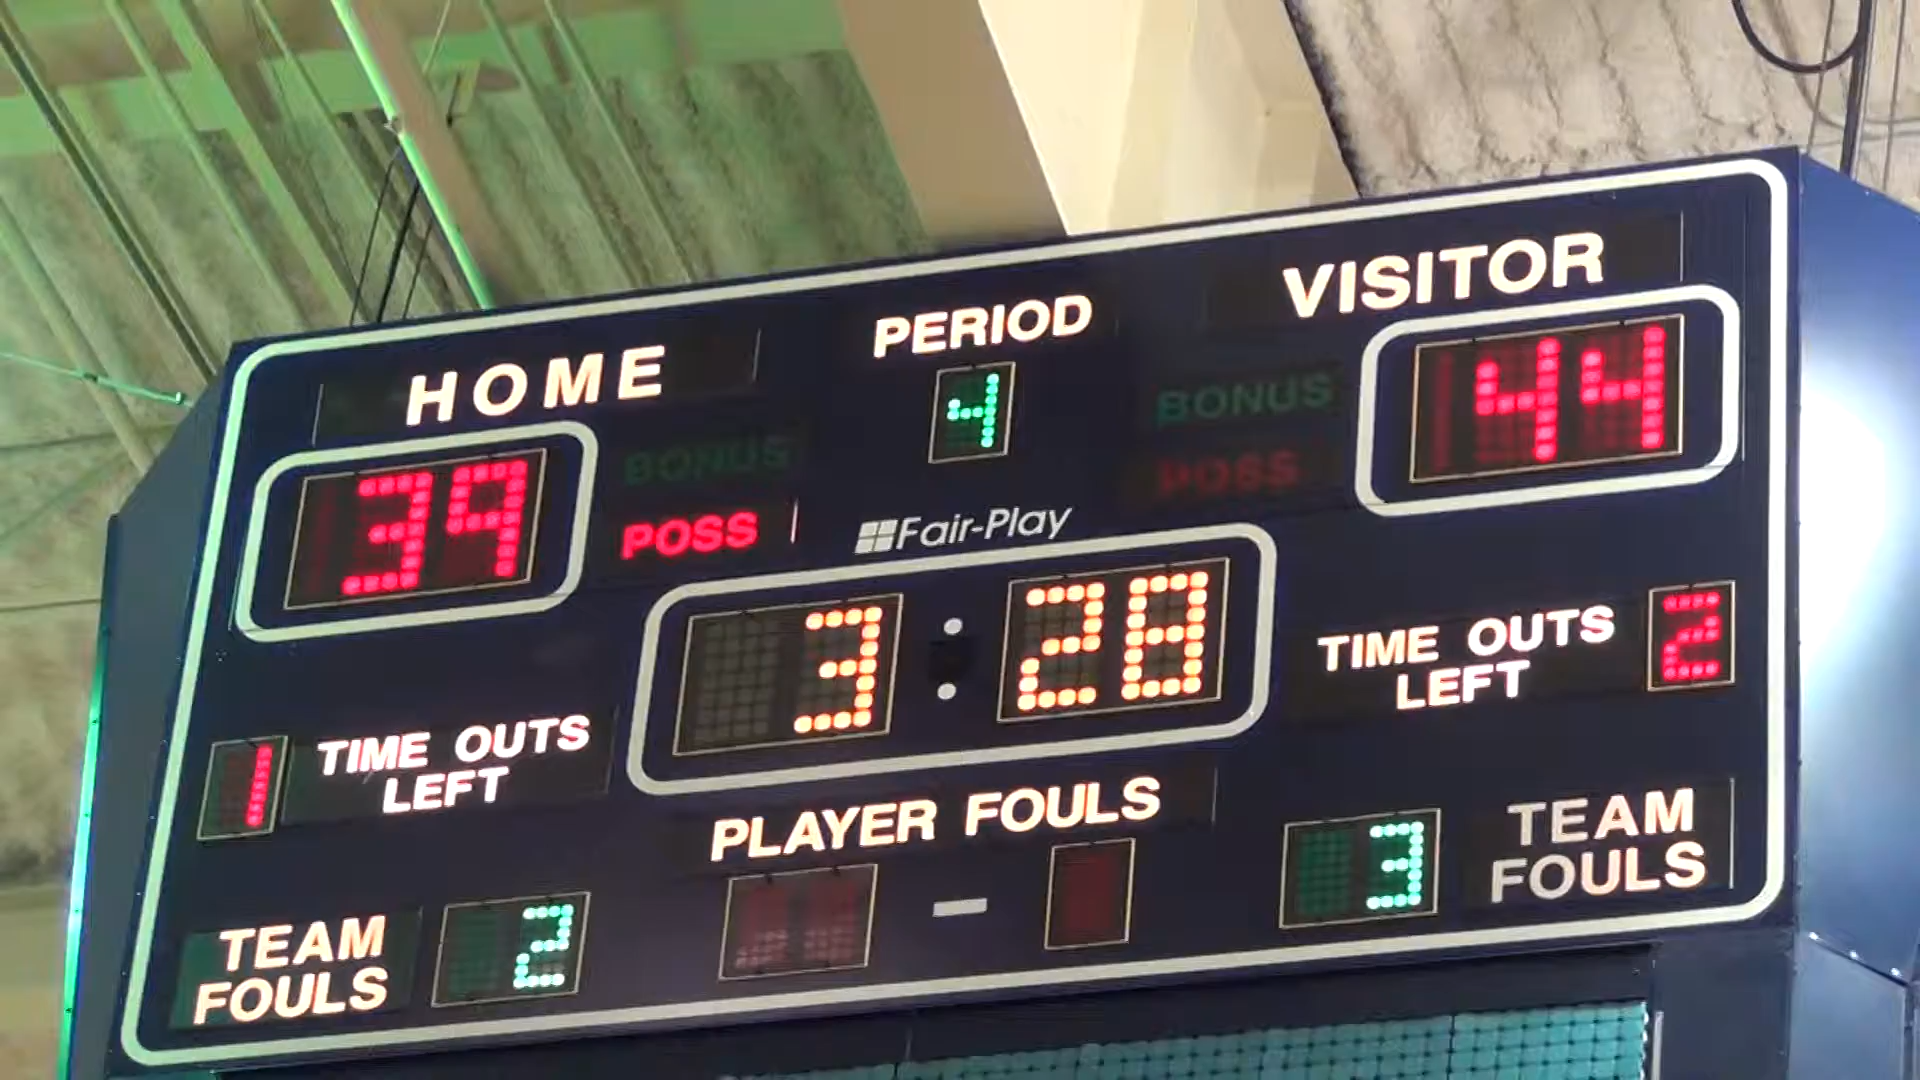 HOME
PERIOD
VISITOR
4
39
BONUS
POSS
BONUS
POSS
44
Fair-Play
3:28
TIME OUTS
LEFT
2
1
TIME OUTS
LEFT
PLAYER FOULS
-
3
TEAM
FOULS
TEAM
FOULS
2